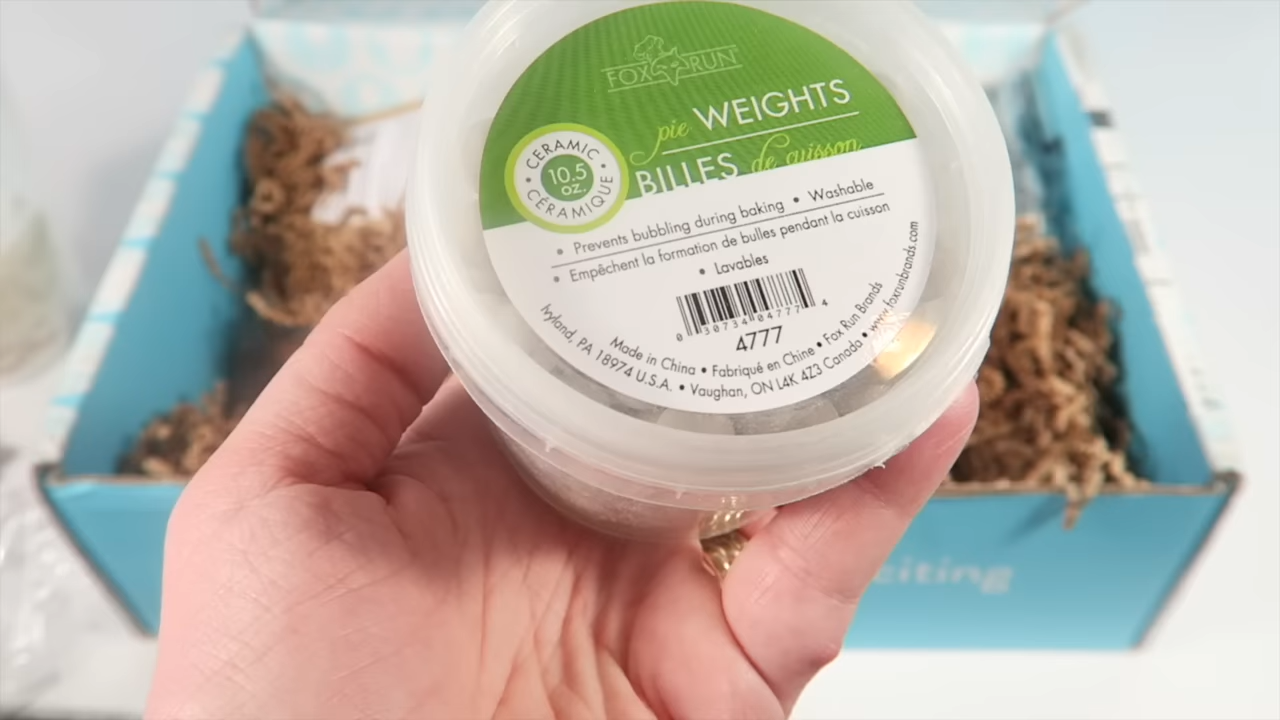 FOX RUN
pie WEIGHTS
BILLES de cuisson
CERAMIC
10.5
oz.
CÉRAMIQUE
• Prevents bubbling during baking • Washable
• Empêchent la formation de bulles pendant la cuisson
• Lavables
0 30734 04777 4
4777
Made in China • Fabriqué en Chine • Fox Run Brands
Ivyland, PA 18974 U.S.A. • Vaughan, ON L4K 4Z3 Canada • www.foxrunbrands.com